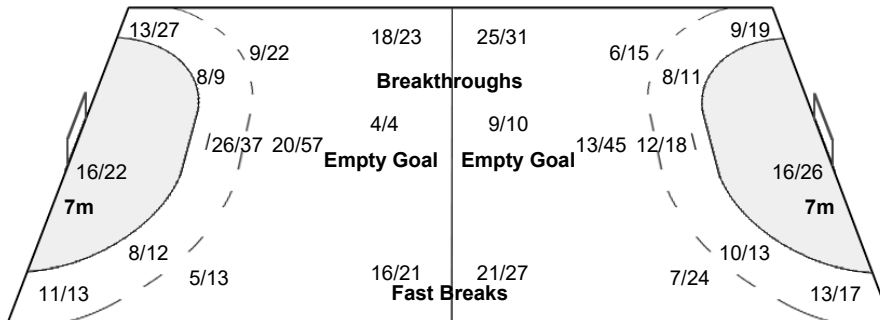 13/27 18/23 25/31 9/19
9/22 6/15
8/9 Breakthroughs 8/11
4/4 9/10
26/37 20/57 13/45 12/18
Empty Goal Empty Goal
16/22 16/26
7m 7m
8/12 10/13
5/13 16/21 21/27 7/24
11/13 Fast Breaks 13/17